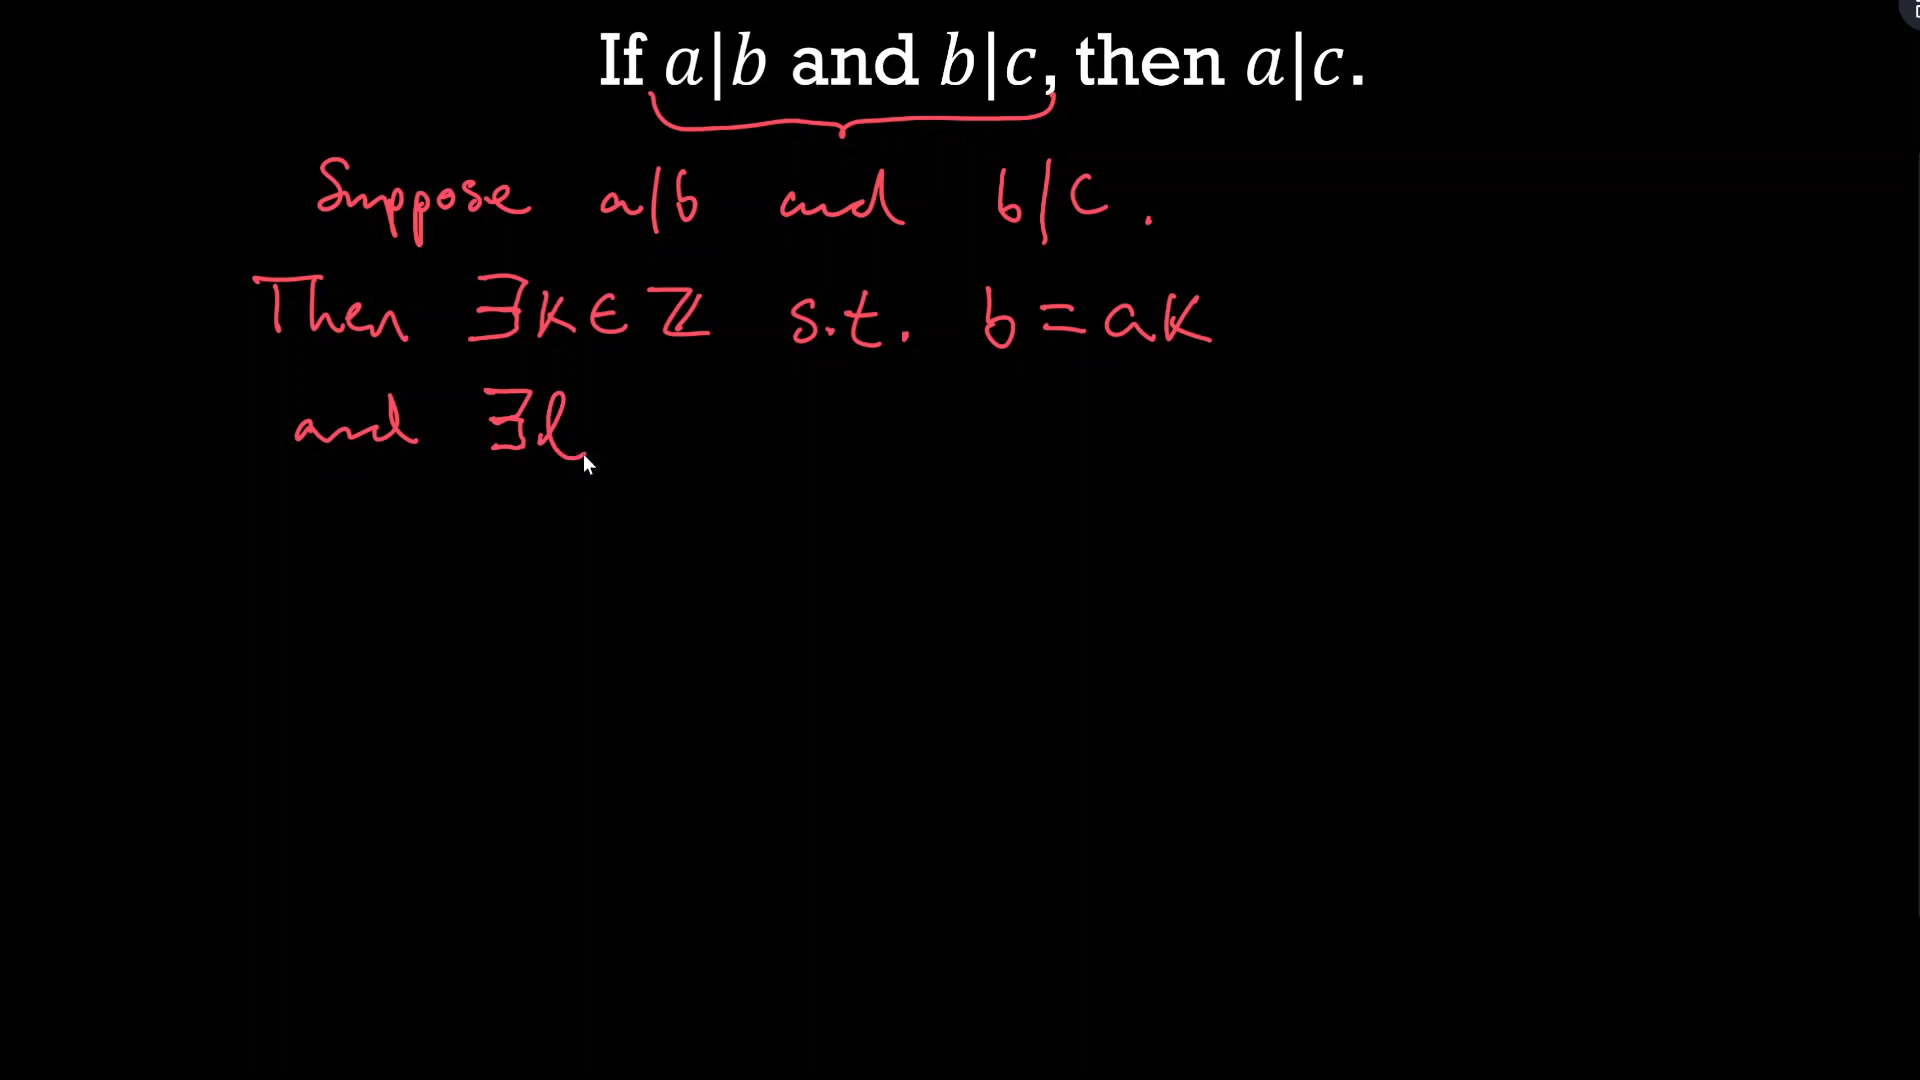 If a|b and b|c, then a|c.
Suppose a|b and b|c.
Then ∃k∈ℤ s.t. b=ak
and ∃l